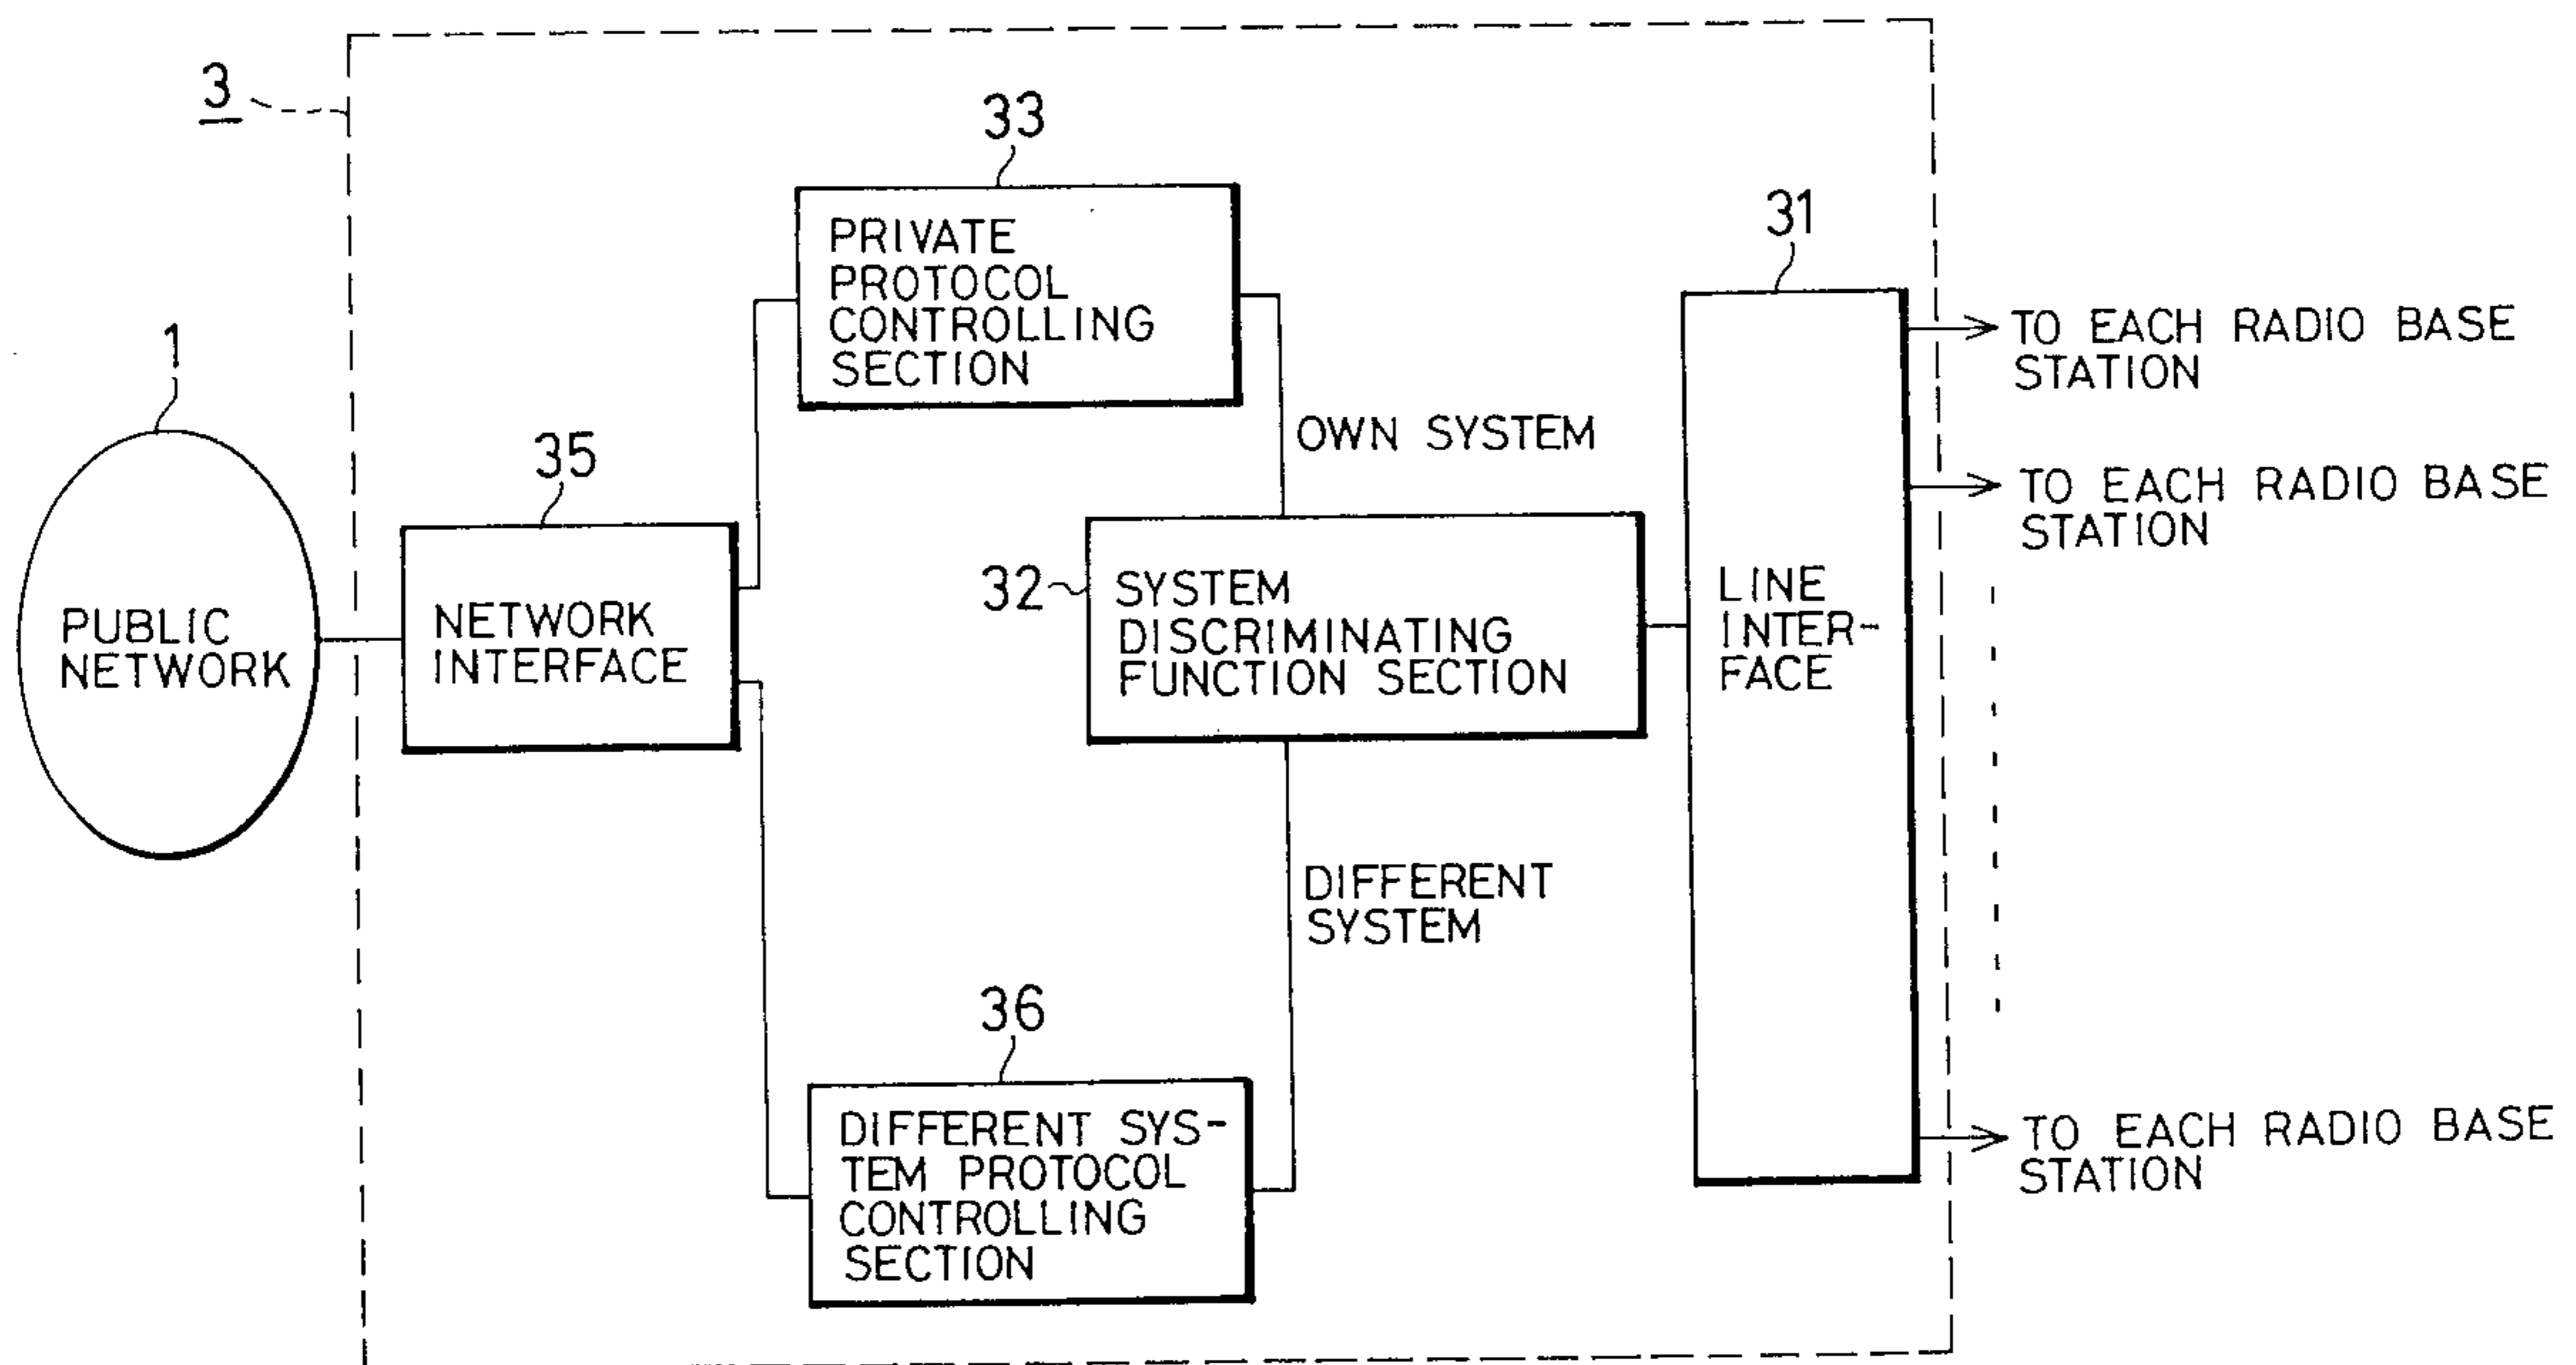 3
33
PRIVATE
PROTOCOL
CONTROLLING
SECTION
31
TO EACH RADIO BASE
STATION
1
OWN SYSTEM
35
TO EACH RADIO BASE
STATION
PUBLIC
NETWORK
NETWORK
INTERFACE
32
SYSTEM
DISCRIMINATING
FUNCTION SECTION
LINE
INTER-
FACE
DIFFERENT
SYSTEM
36
DIFFERENT SYS-
TEM PROTOCOL
CONTROLLING
SECTION
TO EACH RADIO BASE
STATION